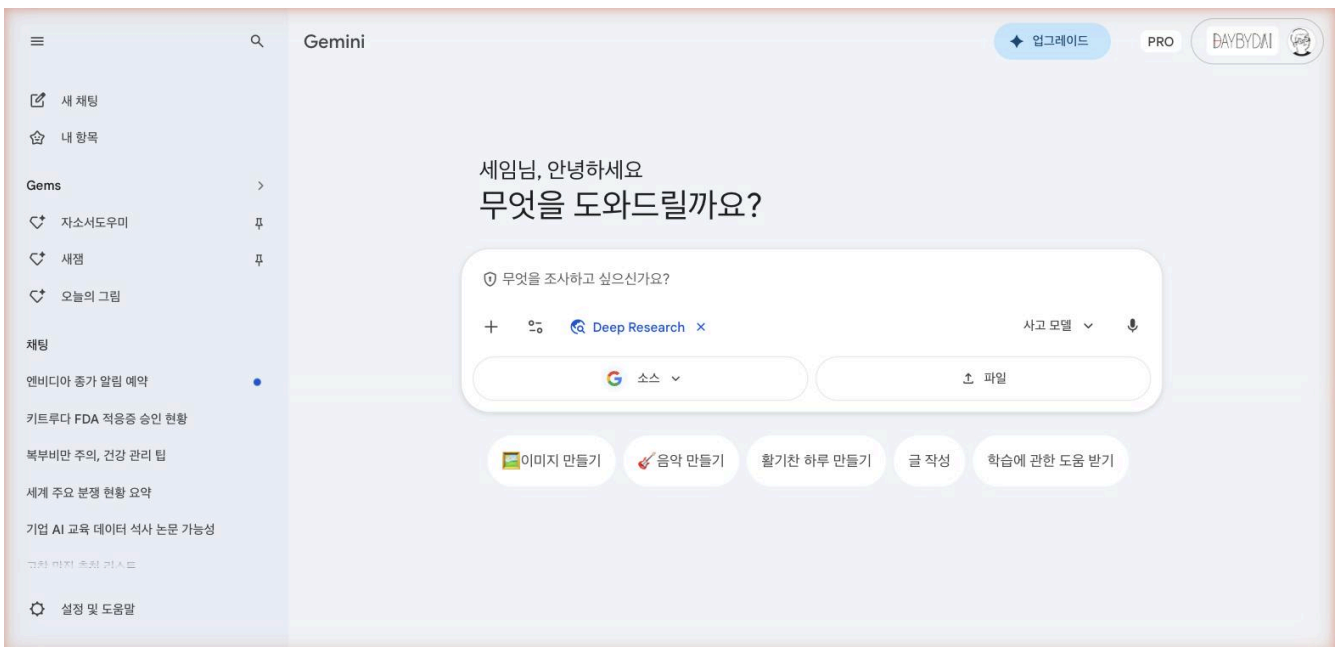 Gemini
업그레이드
PRO
DAYBYDAI
새 채팅
내 항목
Gems
자소서도우미
새잼
오늘의 그림
채팅
엔비디아 종가 알림 예약
키트루다 FDA 적응증 승인 현황
복부비만 주의, 건강 관리 팁
세계 주요 분쟁 현황 요약
기업 AI 교육 데이터 석사 논문 가능성
설정 및 도움말
세임님, 안녕하세요
무엇을 도와드릴까요?
무엇을 조사하고 싶으신가요?
Deep Research
사고 모델
소스
파일
이미지 만들기
음악 만들기
활기찬 하루 만들기
글 작성
학습에 관한 도움 받기